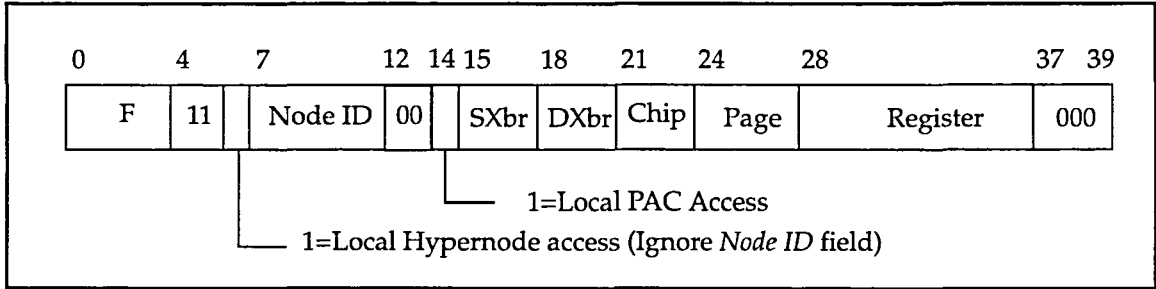 0 4 7 12 14 15 18 21 24 28 37 39
F 11 Node ID 00 SXbr DXbr Chip Page Register 000
1=Local PAC Access
1=Local Hypernode access (Ignore Node ID field)